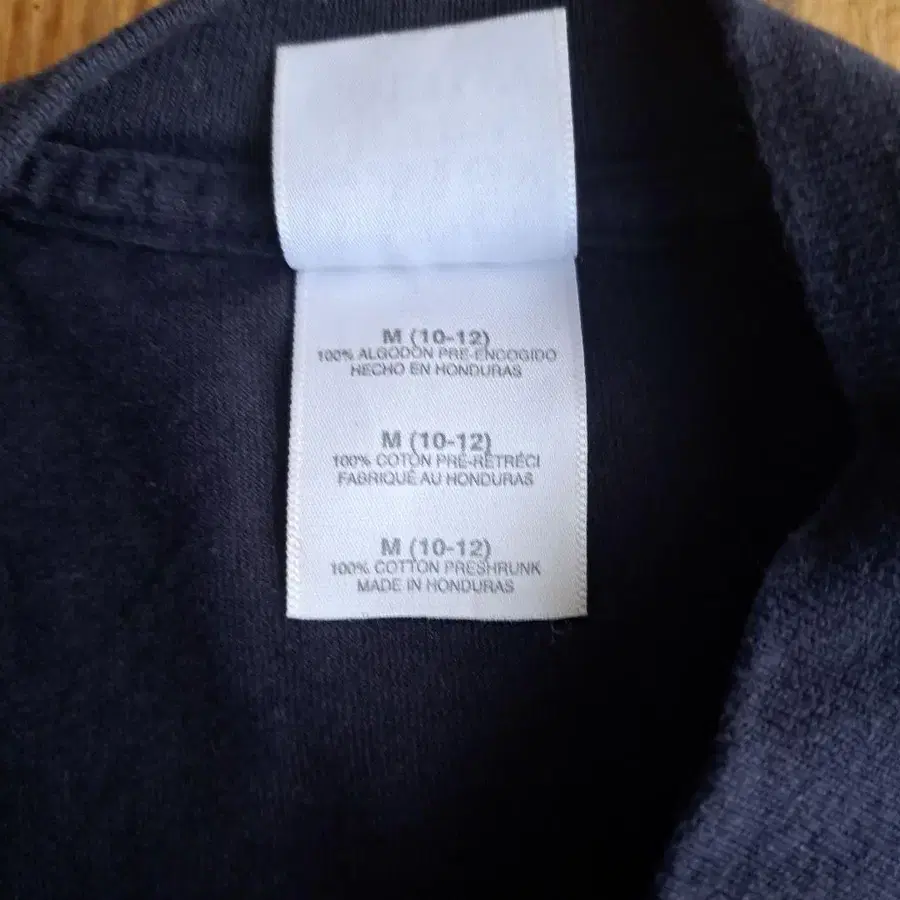 M (10-12)
100% ALGODÓN PRE-ENCOGIDO
HECHO EN HONDURAS
M (10-12)
100% COTON PRÉ-RÉTRÉCI
FABRIQUÉ AU HONDURAS
M (10-12)
100% COTTON PRESHRUNK
MADE IN HONDURAS